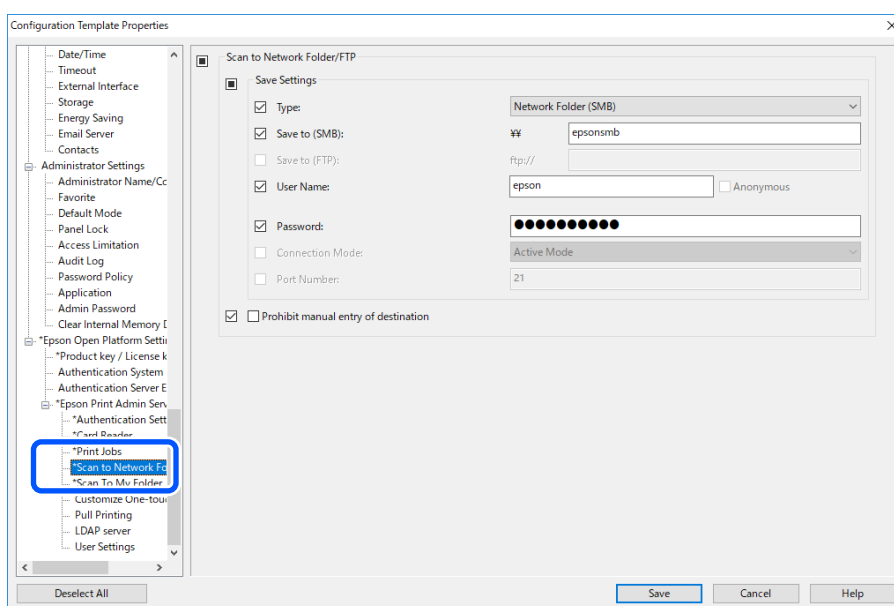 Configuration Template Properties
Date/Time
Timeout
External Interface
Storage
Energy Saving
Email Server
Contacts
Administrator Settings
Administrator Name/Cc
Favorite
Default Mode
Panel Lock
Access Limitation
Audit Log
Password Policy
Application
Admin Password
Clear Internal Memory D
*Epson Open Platform Settin
*Product key / License k
Authentication System
Authentication Server E
*Epson Print Admin Serv
*Authentication Sett
*Card Reader
*Print Jobs
*Scan to Network Fo
*Scan To My Folder
Customize One-touc
Pull Printing
LDAP server
User Settings
Deselect All
Scan to Network Folder/FTP
Save Settings
Type: Network Folder (SMB)
Save to (SMB): ¥¥ epsonsmb
Save to (FTP): ftp://
User Name: epson Anonymous
Password: ●●●●●●●●●●
Connection Mode: Active Mode
Port Number: 21
Prohibit manual entry of destination
Save Cancel Help